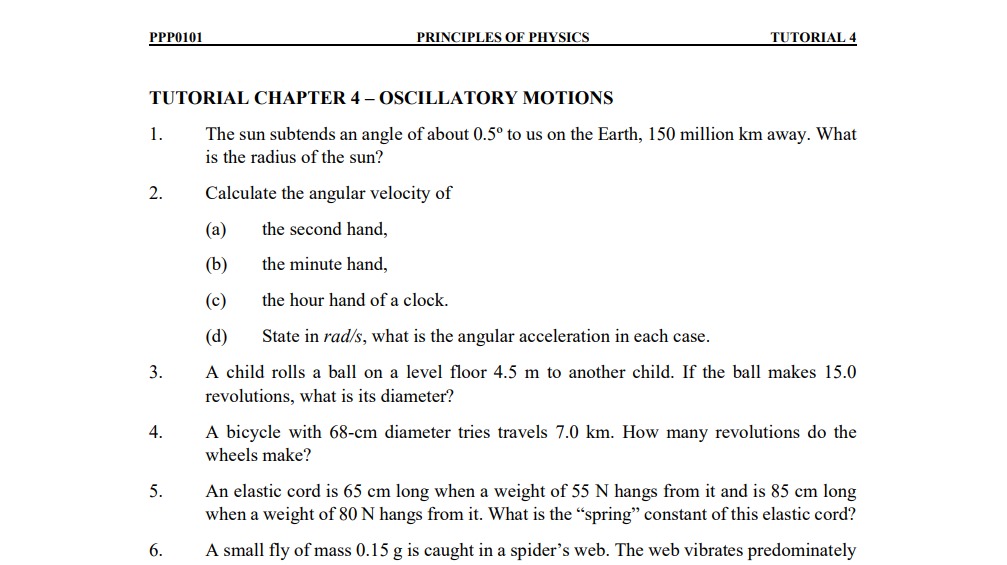 PPP0101 PRINCIPLES OF PHYSICS TUTORIAL 4
TUTORIAL CHAPTER 4 – OSCILLATORY MOTIONS
1. The sun subtends an angle of about 0.5º to us on the Earth, 150 million km away. What
is the radius of the sun?
2. Calculate the angular velocity of
(a) the second hand,
(b) the minute hand,
(c) the hour hand of a clock.
(d) State in rad/s, what is the angular acceleration in each case.
3. A child rolls a ball on a level floor 4.5 m to another child. If the ball makes 15.0
revolutions, what is its diameter?
4. A bicycle with 68-cm diameter tries travels 7.0 km. How many revolutions do the
wheels make?
5. An elastic cord is 65 cm long when a weight of 55 N hangs from it and is 85 cm long
when a weight of 80 N hangs from it. What is the “spring” constant of this elastic cord?
6. A small fly of mass 0.15 g is caught in a spider’s web. The web vibrates predominately